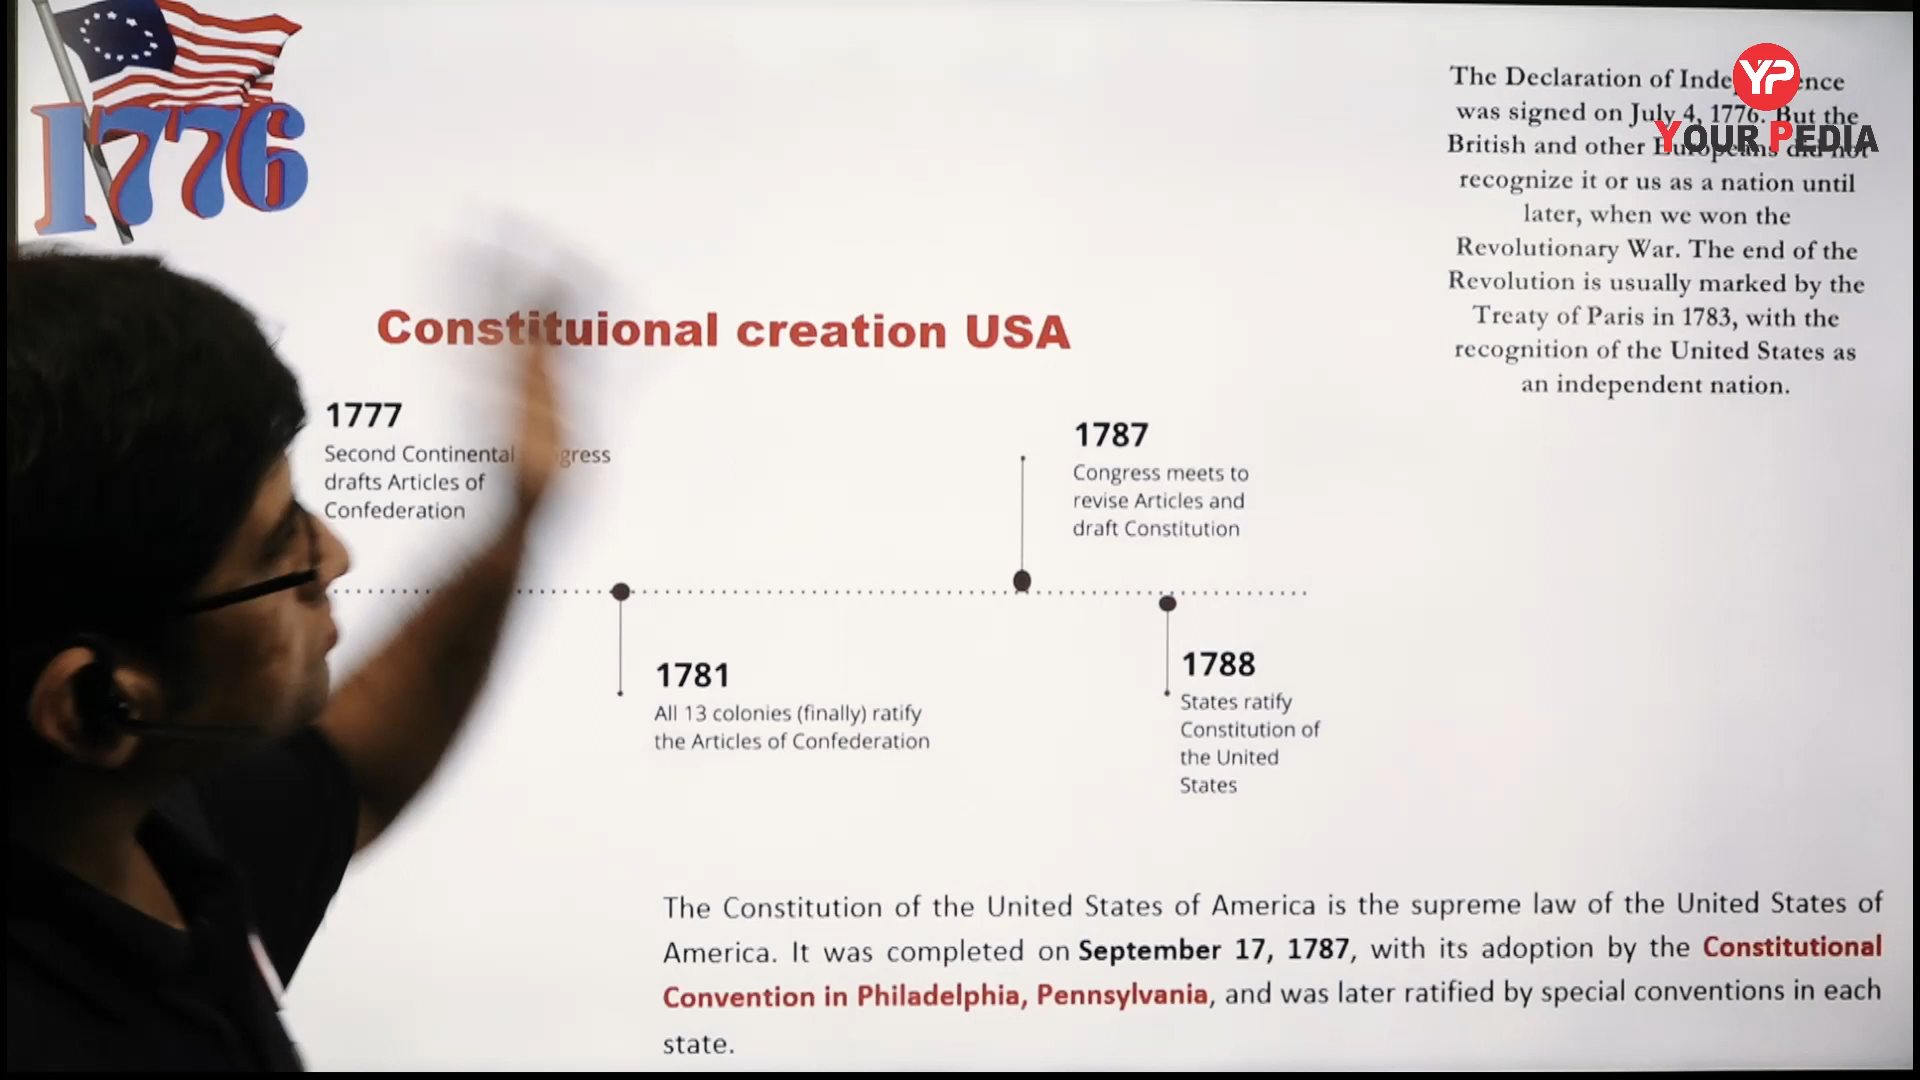 1776
The Declaration of
was signed on July 4, 1776. But the
British and other Europeans did not
recognize it or us as a nation until
later, when we won the
Revolutionary War. The end of the
Revolution is usually marked by the
Treaty of Paris in 1783, with the
recognition of the United States as
an independent nation.
YP
YOUR PEDIA
Constituional creation USA
1777
Second Continental
drafts Articles of
Confederation
1787
Congress meets to
revise Articles and
draft Constitution
1781
All 13 colonies (finally) ratify
the Articles of Confederation
1788
States ratify
Constitution of
the United
States
The Constitution of the United States of America is the supreme law of the United States of
America. It was completed on September 17, 1787, with its adoption by the Constitutional
Convention in Philadelphia, Pennsylvania, and was later ratified by special conventions in each
state.